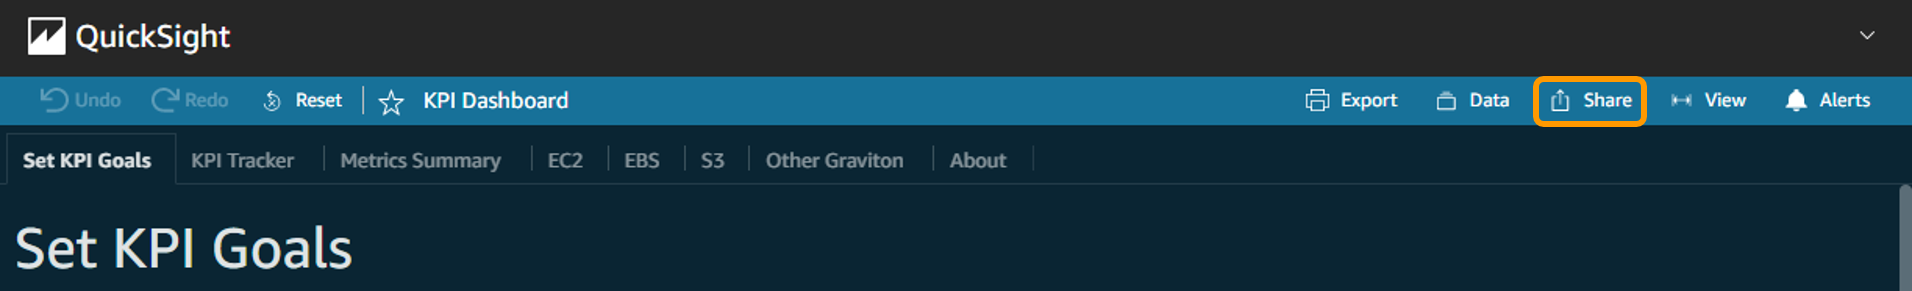 QuickSight
Undo Redo Reset KPI Dashboard Export Data Share View Alerts
Set KPI Goals KPI Tracker Metrics Summary EC2 EBS S3 Other Graviton About
Set KPI Goals